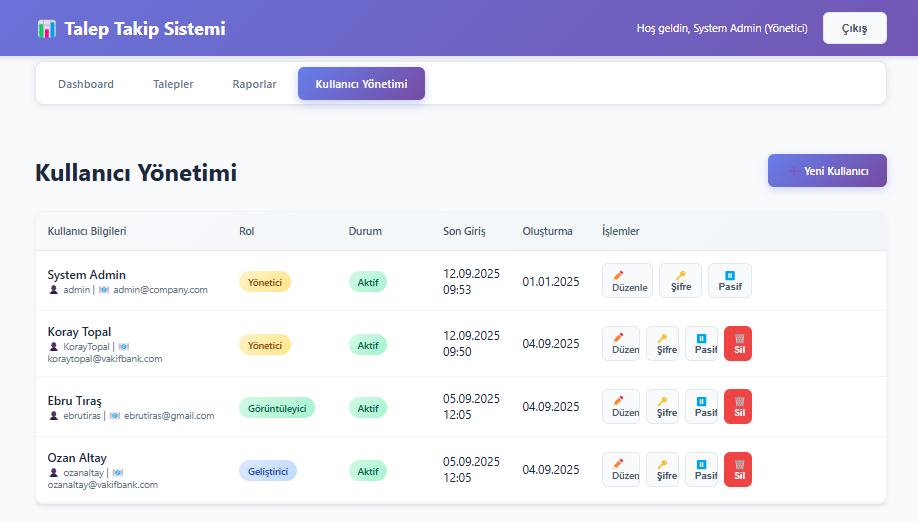 Talep Takip Sistemi
Hoş geldin, System Admin (Yönetici)
Çıkış
Dashboard
Talepler
Raporlar
Kullanıcı Yönetimi
Kullanıcı Yönetimi
Yeni Kullanıcı
Kullanıcı Bilgileri
Rol
Durum
Son Giriş
Oluşturma
İşlemler
System Admin
admin | admin@company.com
Yönetici
Aktif
12.09.2025
09:53
01.01.2025
Düzenle
Şifre
Pasif
Koray Topal
KorayTopal |
koraytopal@vakifbank.com
Yönetici
Aktif
12.09.2025
09:50
04.09.2025
Düzen
Şifre
Pasif
Sil
Ebru Tıraş
ebrutiras | ebrutiras@gmail.com
Görüntüleyici
Aktif
05.09.2025
12:05
04.09.2025
Düzen
Şifre
Pasif
Sil
Ozan Altay
ozanaltay |
ozanaltay@vakifbank.com
Geliştirici
Aktif
05.09.2025
12:05
04.09.2025
Düzen
Şifre
Pasif
Sil